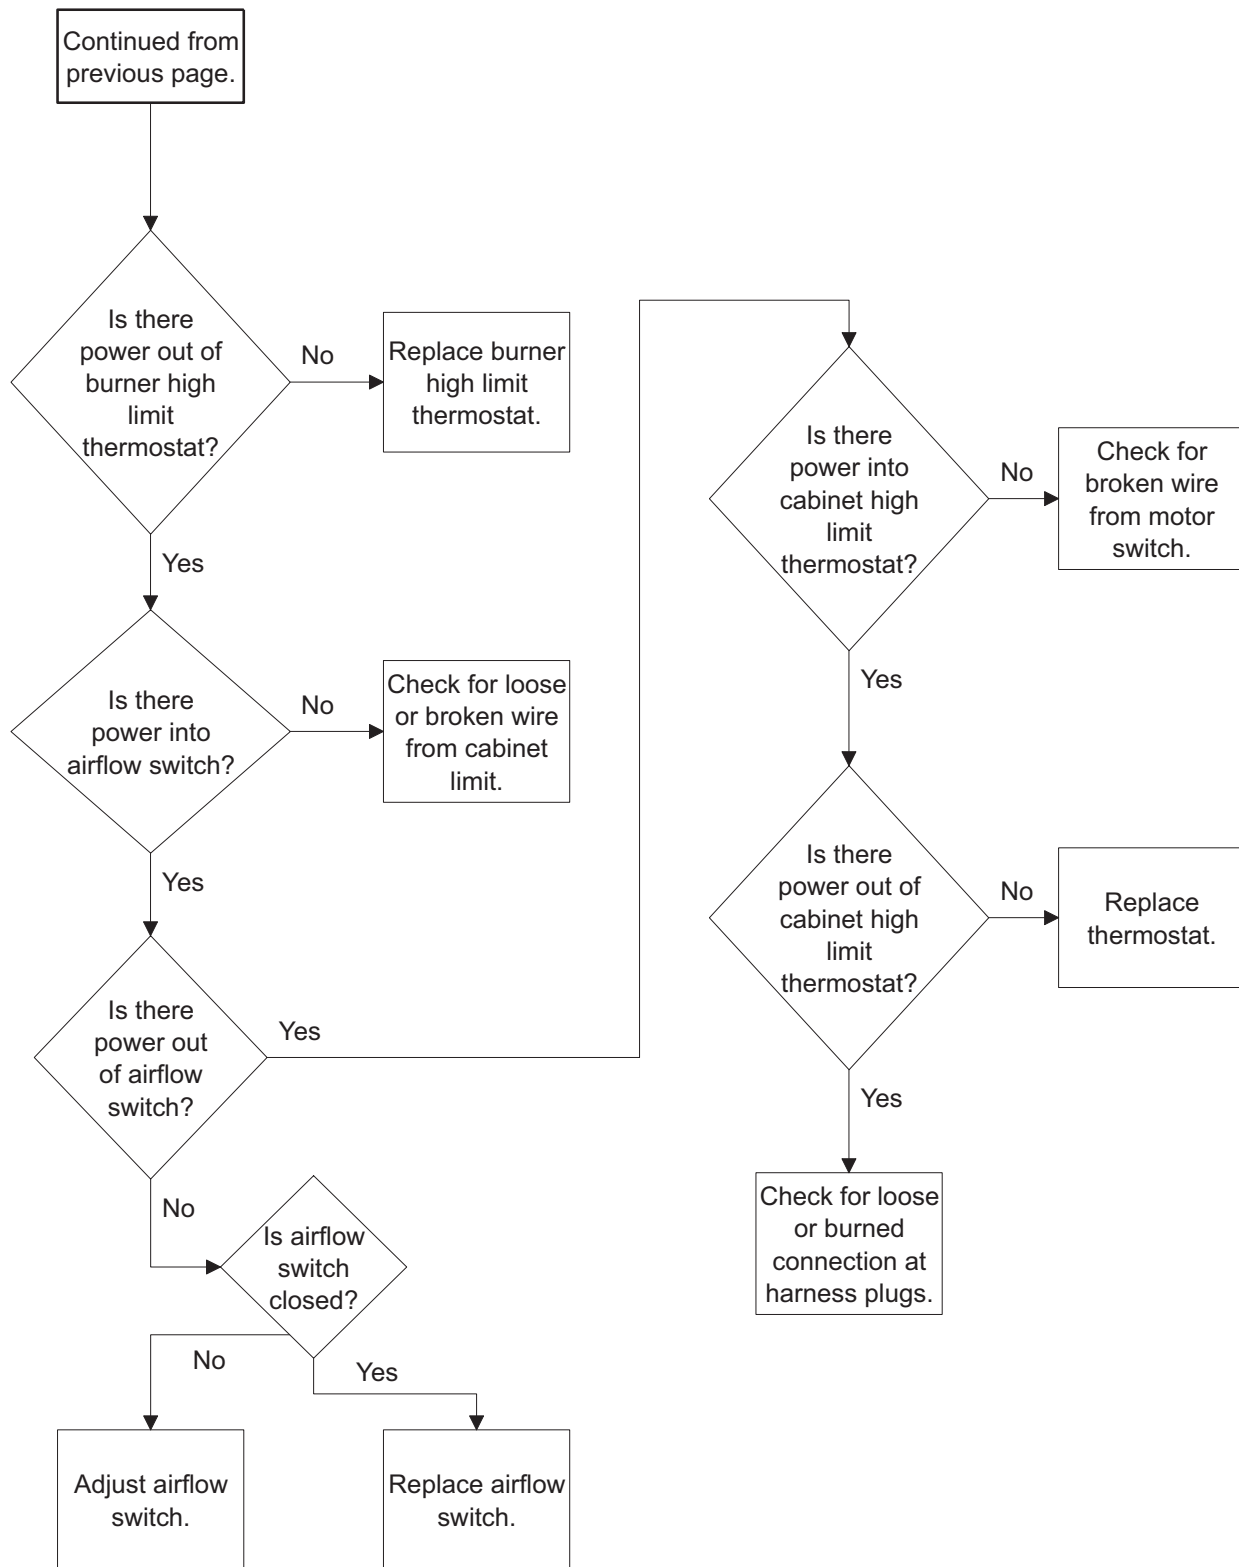 Continued from
previous page.
Is there
power out of
burner high
limit
thermostat?
No
Replace burner
high limit
thermostat.
Yes
Is there
power into
airflow switch?
No
Check for loose
or broken wire
from cabinet
limit.
Yes
Is there
power out
of airflow
switch?
Yes
No
Is airflow
switch
closed?
No
Yes
Adjust airflow
switch.
Replace airflow
switch.
Is there
power into
cabinet high
limit
thermostat?
No
Check for
broken wire
from motor
switch.
Yes
Is there
power out of
cabinet high
limit
thermostat?
No
Replace
thermostat.
Yes
Check for loose
or burned
connection at
harness plugs.